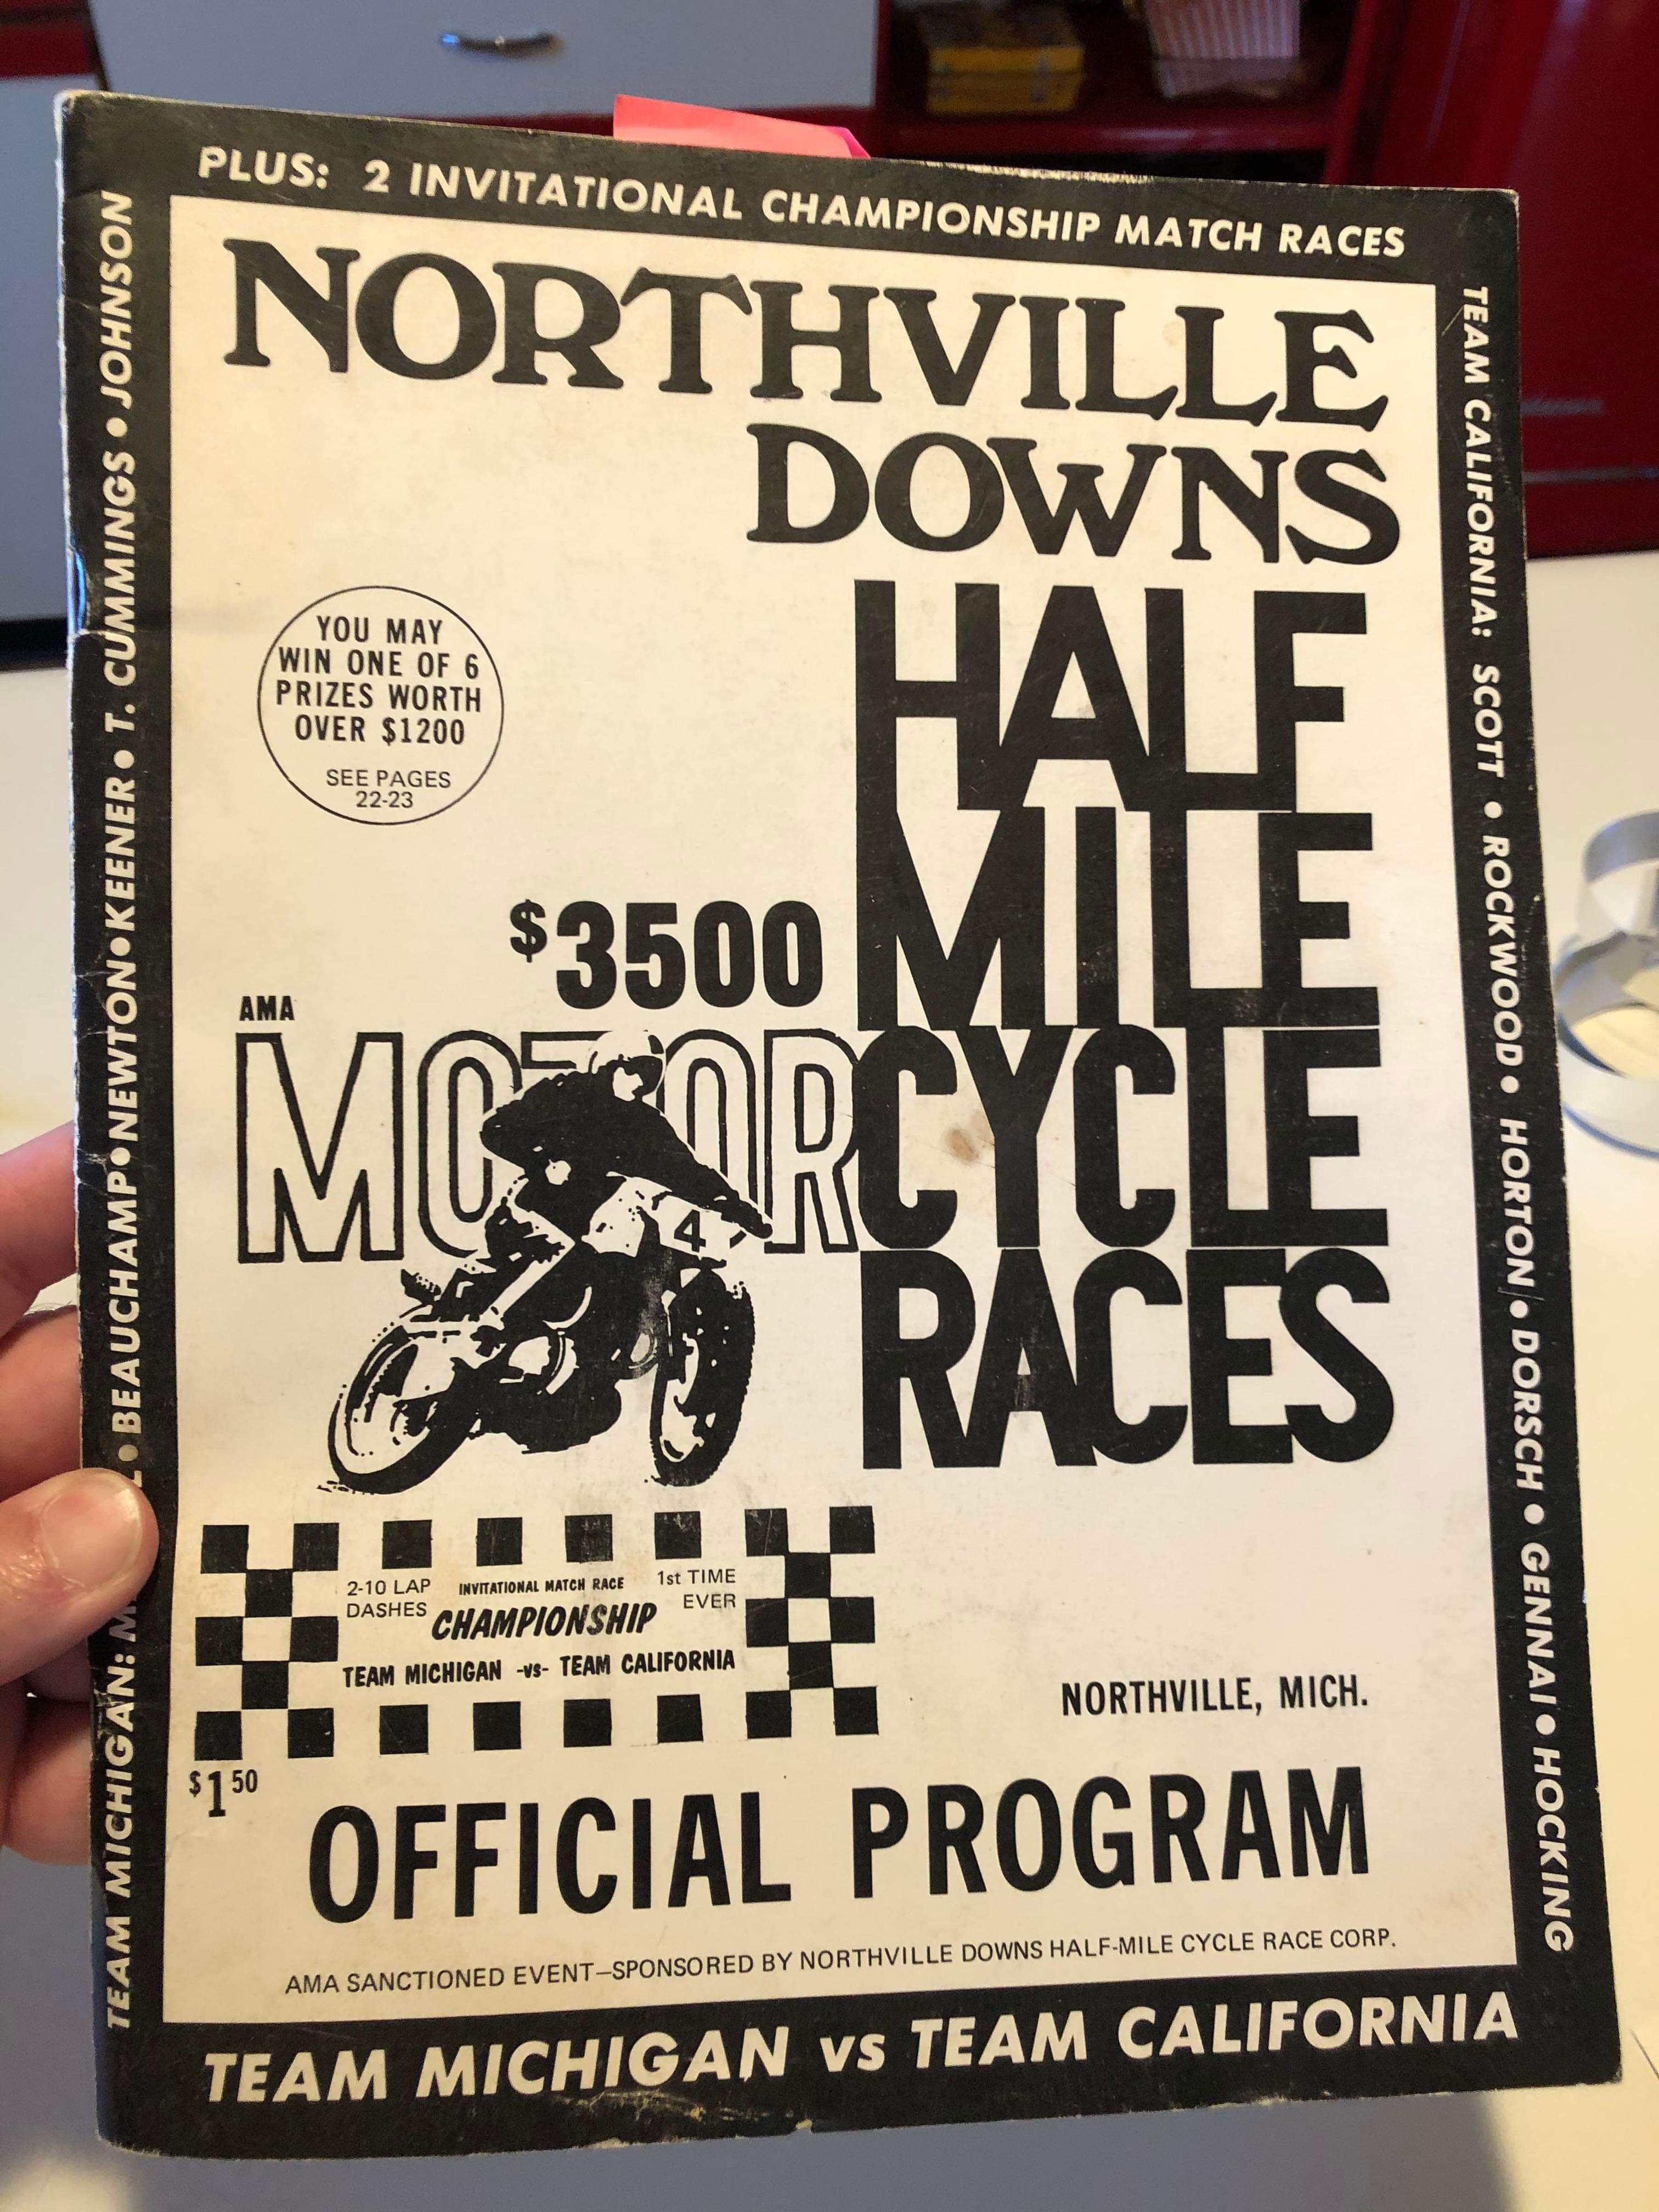 PLUS: 2 INVITATIONAL CHAMPIONSHIP MATCH RACES
NORTHVILLE
DOWNS
HALF
MILE
YOU MAY
WIN ONE OF 6
PRIZES WORTH
OVER $1200
SEE PAGES
22-23
$3500
AMA
MOTORCYCLE
RACES
4
2-10 LAP
DASHES
INVITATIONAL MATCH RACE
CHAMPIONSHIP
1st TIME
EVER
TEAM MICHIGAN -vs- TEAM CALIFORNIA
NORTHVILLE, MICH.
$1 50
OFFICIAL PROGRAM
AMA SANCTIONED EVENT—SPONSORED BY NORTHVILLE DOWNS HALF-MILE CYCLE RACE CORP.
TEAM MICHIGAN vs TEAM CALIFORNIA
TEAM MICHIGAN: • BEAUCHAMP • NEWTON • KEENER • T. CUMMINGS • JOHNSON
TEAM CALIFORNIA: SCOTT • ROCKWOOD • HORTON • DORSCH • GENNAI • HOCKING